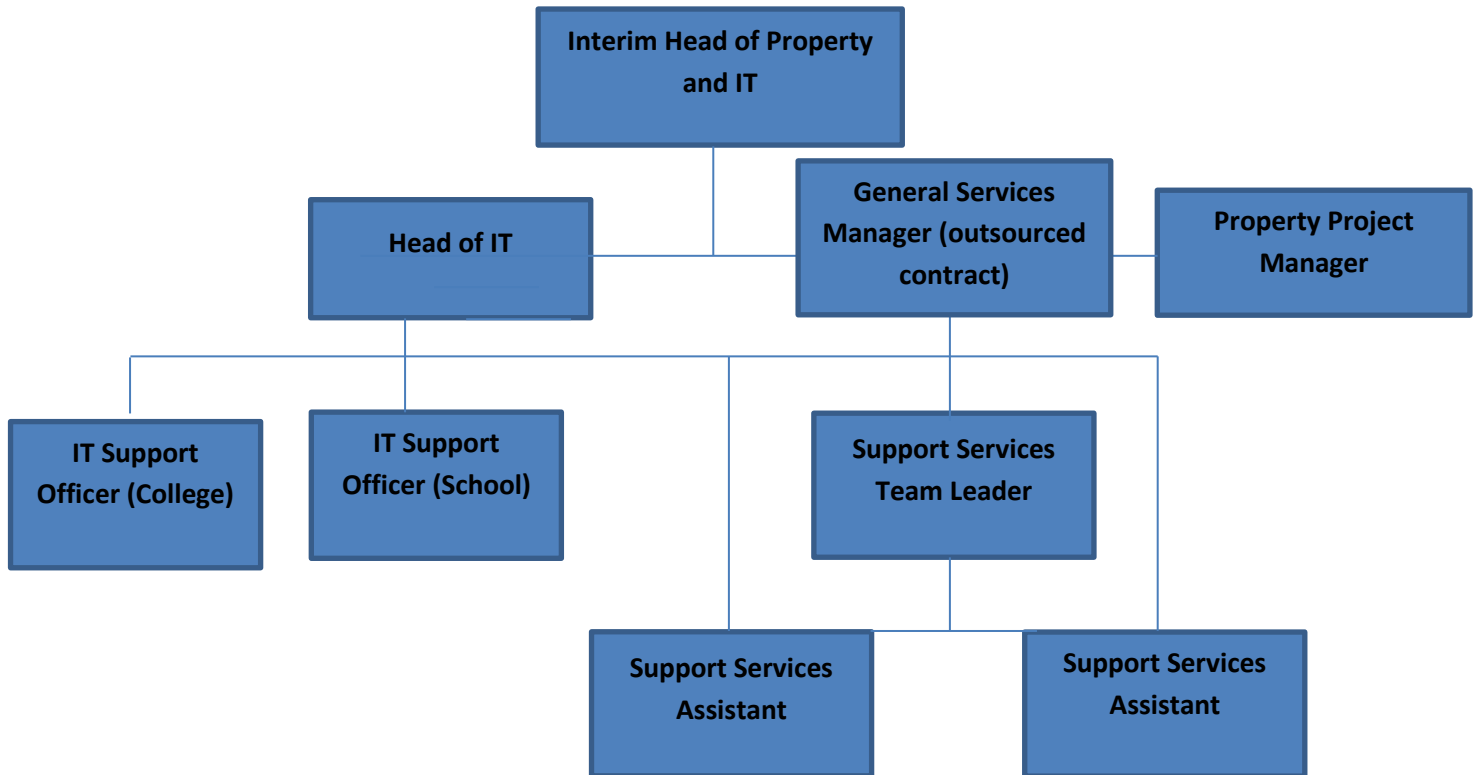 Interim Head of Property
and IT
General Services
Manager (outsourced
contract)
Property Project
Manager
Head of IT
IT Support
Officer (College)
IT Support
Officer (School)
Support Services
Team Leader
Support Services
Assistant
Support Services
Assistant